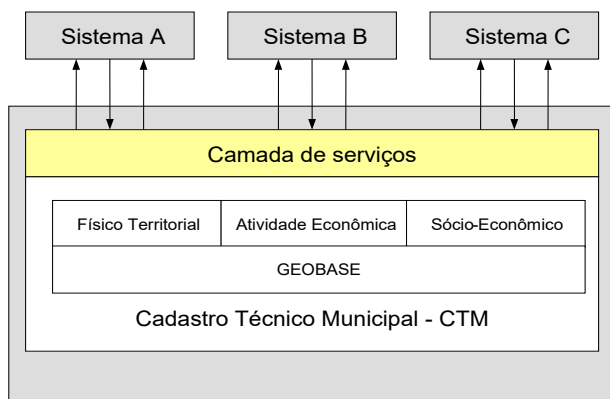 Sistema A
Sistema B
Sistema C
Camada de serviços
Físico Territorial
Atividade Econômica
Sócio-Econômico
GEOBASE
Cadastro Técnico Municipal - CTM